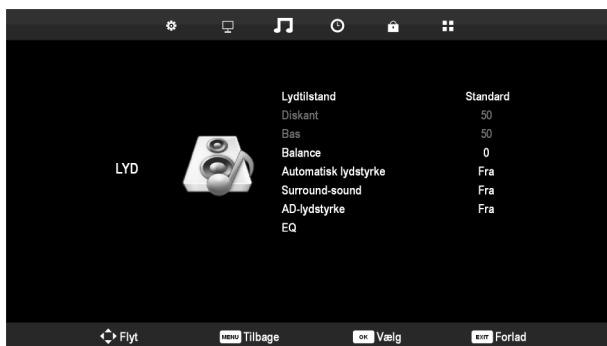 Lydtilstand Standard
Diskant 50
Bas 50
Balance 0
LYD
Automatisk lydstyrke Fra
Surround-sound Fra
AD-lydstyrke Fra
EQ
Flyt MENU Tilbage OK Vælg EXIT Forlad